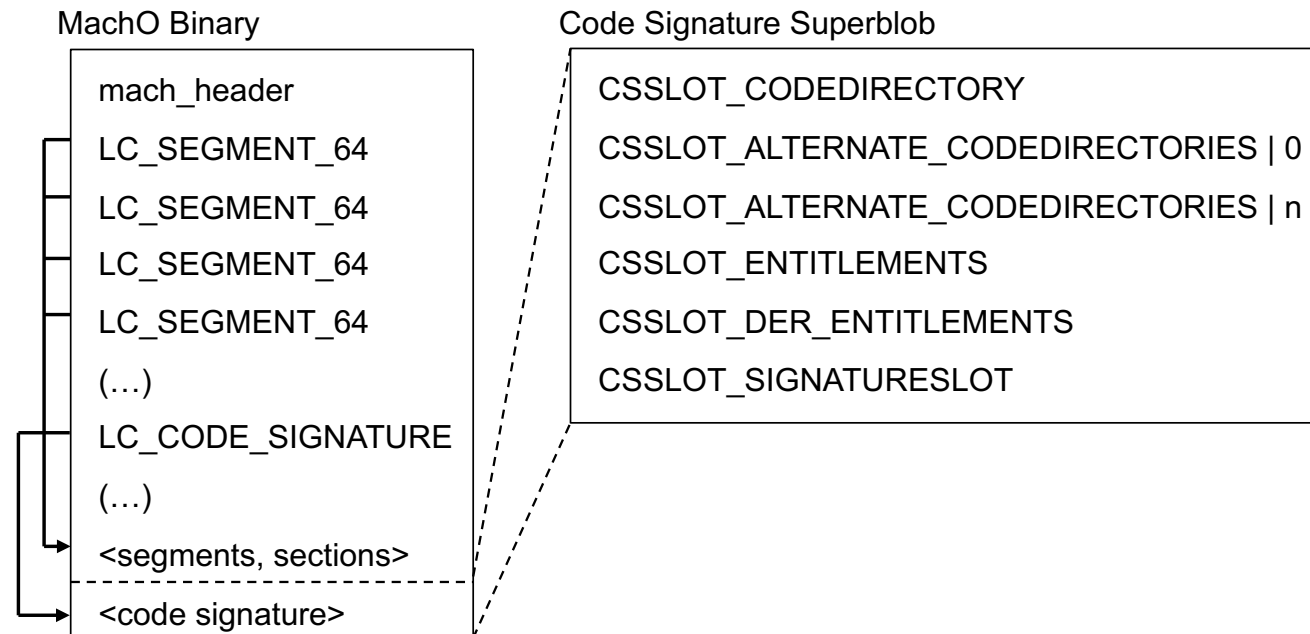 MachO Binary
mach_header
LC_SEGMENT_64
LC_SEGMENT_64
LC_SEGMENT_64
LC_SEGMENT_64
(…)
LC_CODE_SIGNATURE
(…)
<segments, sections>
<code signature>
Code Signature Superblob
CSSLOT_CODEDIRECTORY
CSSLOT_ALTERNATE_CODEDIRECTORIES | 0
CSSLOT_ALTERNATE_CODEDIRECTORIES | n
CSSLOT_ENTITLEMENTS
CSSLOT_DER_ENTITLEMENTS
CSSLOT_SIGNATURESLOT